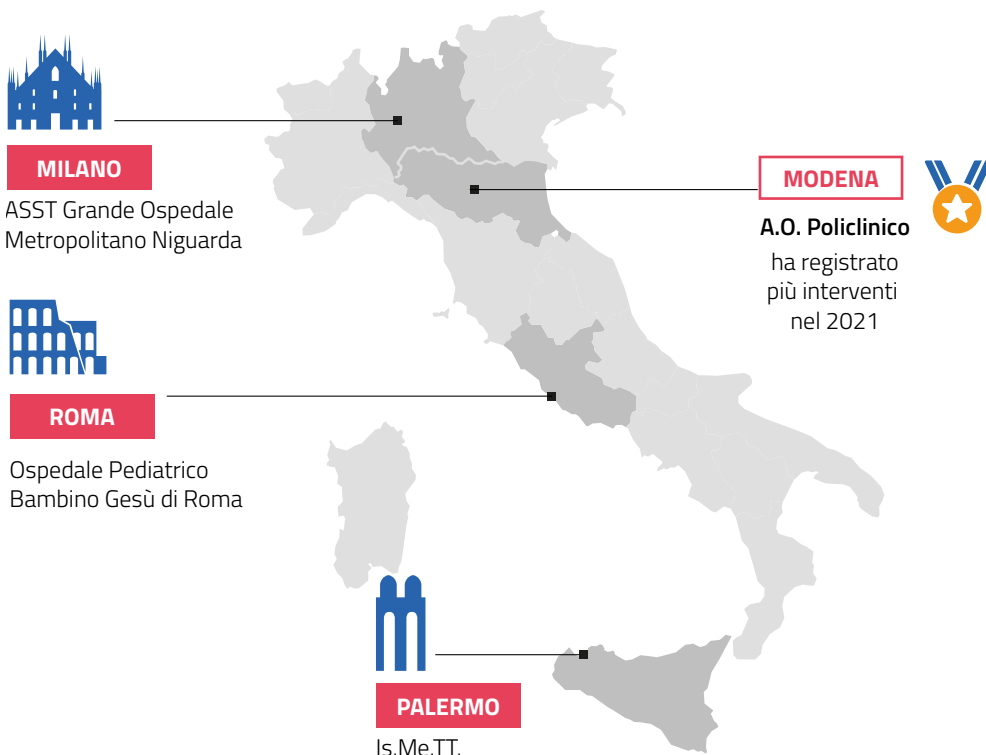 MILANO
ASST Grande Ospedale
Metropolitano Niguarda
MODENA
A.O. Policlinico
ha registrato
più interventi
nel 2021
ROMA
Ospedale Pediatrico
Bambino Gesù di Roma
PALERMO
Is.Me.TT.